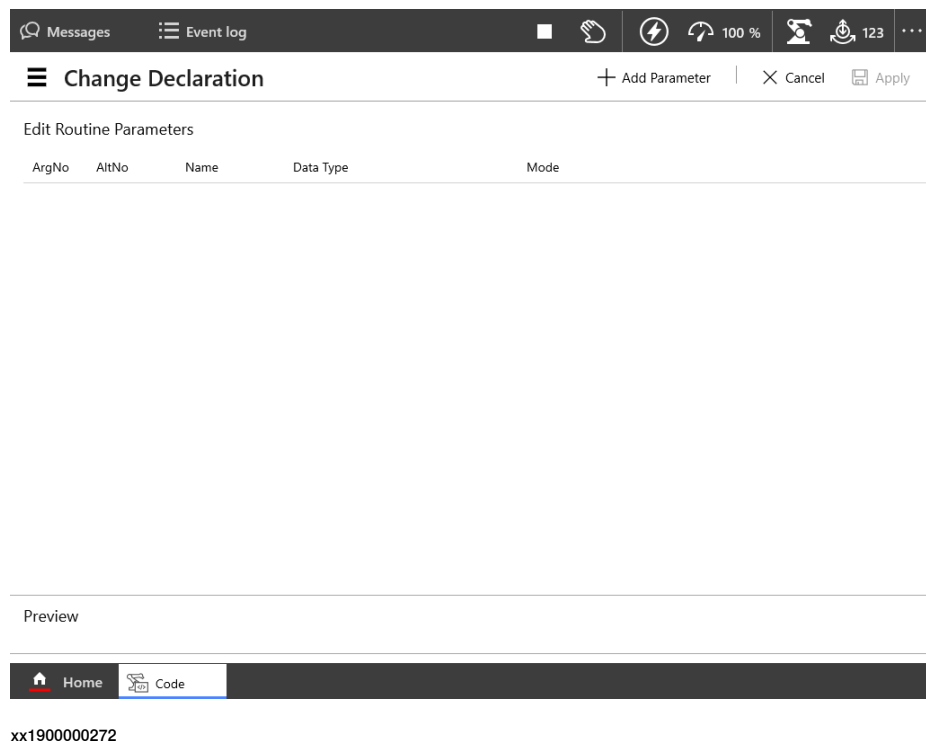 Messages Event log 100 % 123 ...
Change Declaration Add Parameter Cancel Apply
Edit Routine Parameters
ArgNo AltNo Name Data Type Mode
Preview
Home Code
xx1900000272